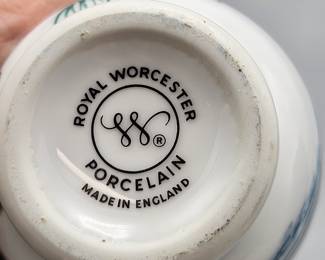 ROYAL WORCESTER
W ®
PORCELAIN
MADE IN ENGLAND